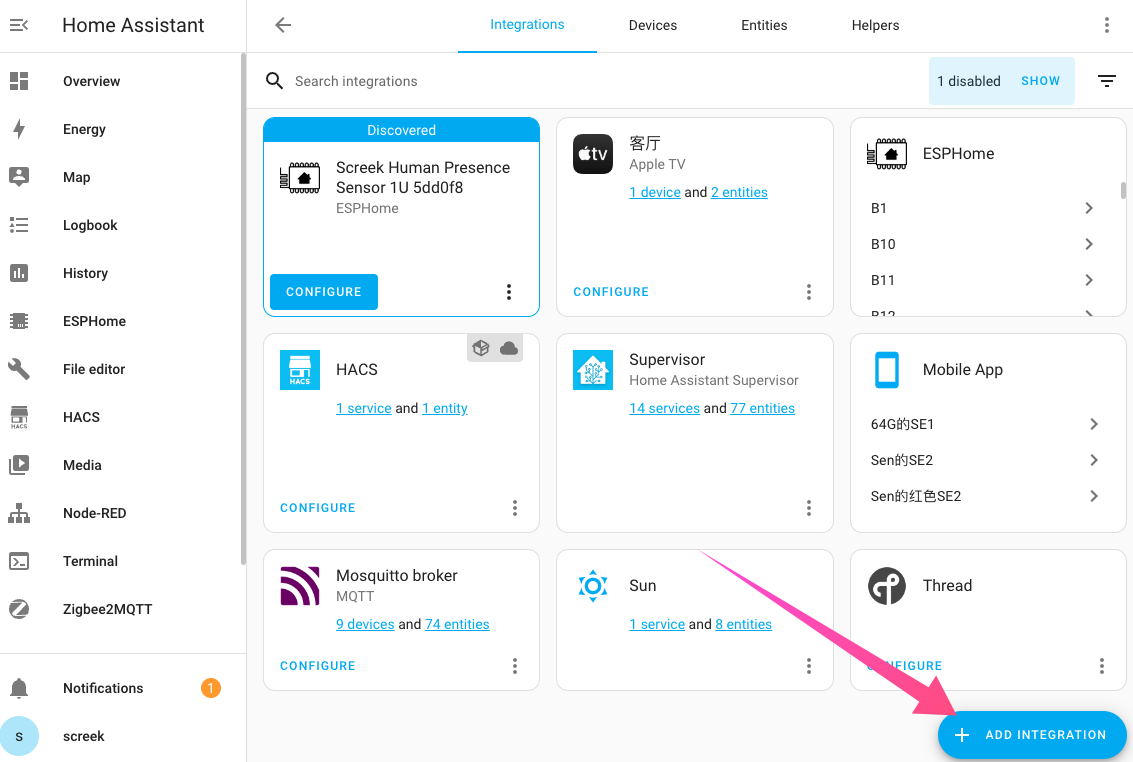 Home Assistant
Overview
Energy
Map
Logbook
History
ESPHome
File editor
HACS
HACS
Media
Node-RED
Terminal
Zigbee2MQTT
Notifications
1
s
screek
Integrations
Devices
Entities
Helpers
Search integrations
1 disabled
SHOW
Discovered
Screek Human Presence
Sensor 1U 5dd0f8
ESPHome
CONFIGURE
tv
客厅
Apple TV
1 device and 2 entities
CONFIGURE
ESPHome
B1
B10
B11
B12
HACS
HACS
1 service and 1 entity
CONFIGURE
Supervisor
Home Assistant Supervisor
14 services and 77 entities
Mobile App
64G的SE1
Sen的SE2
Sen的红色SE2
Mosquitto broker
MQTT
9 devices and 74 entities
CONFIGURE
Sun
1 service and 8 entities
Thread
CONFIGURE
ADD INTEGRATION